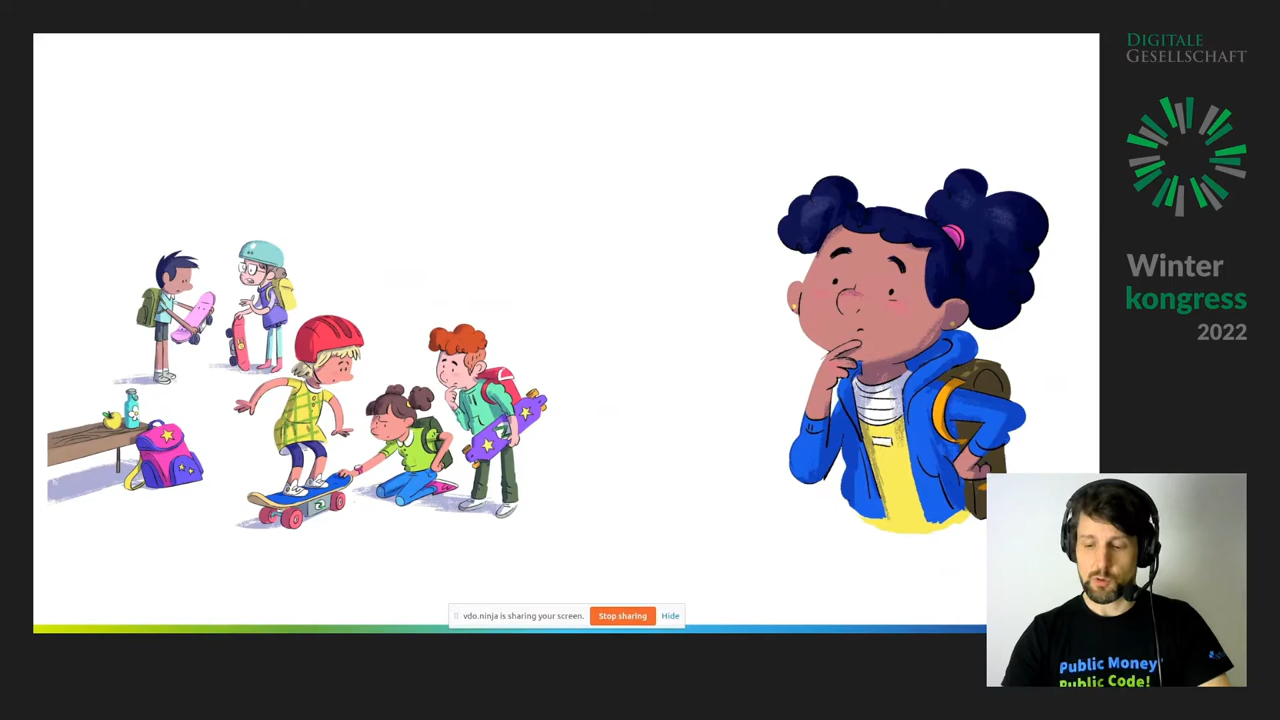 DIGITALE
GESELLSCHAFT
Winter
kongress
2022
vdo.ninja is sharing your screen.
Stop sharing
Hide
Public Money?
Public Code!